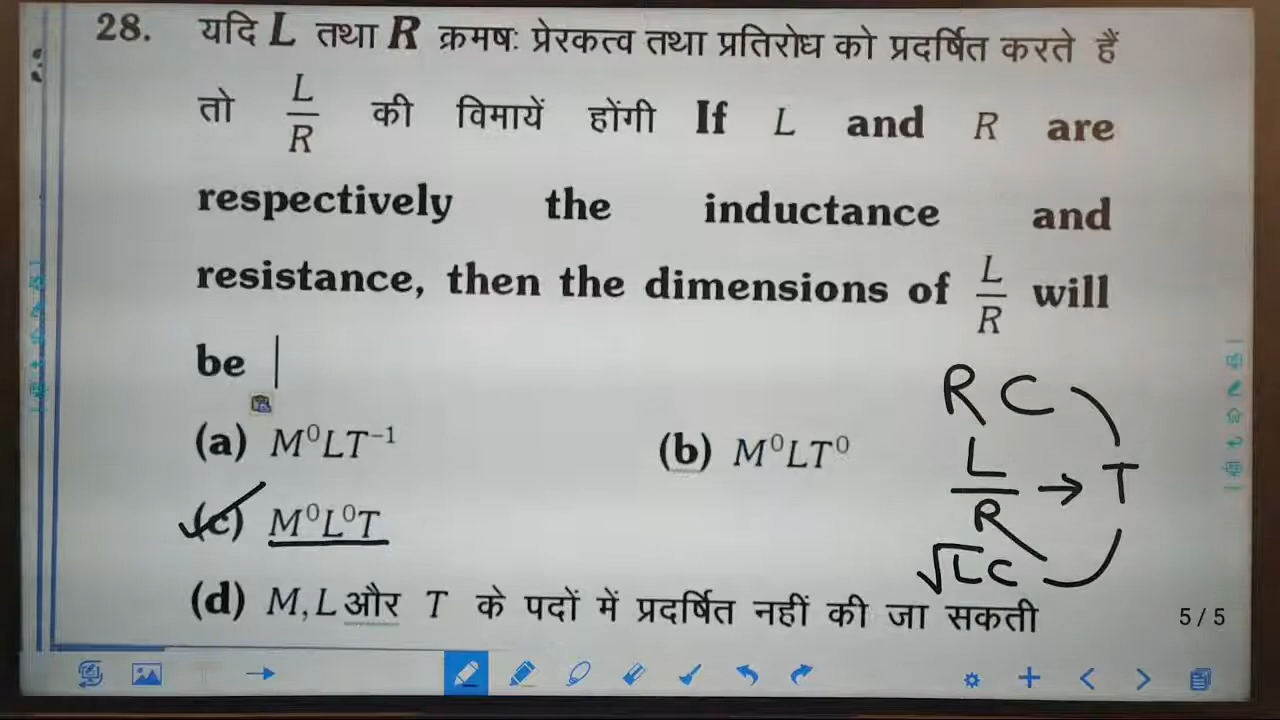 28. यदि L तथा R क्रमषः प्रेरकत्व तथा प्रतिरोध को प्रदर्षित करते हैं
तो L/R की विमायें होंगी If L and R are
respectively the inductance and
resistance, then the dimensions of L/R will
be
(a) M⁰LT⁻¹ (b) M⁰LT⁰
(c) M⁰L⁰T
(d) M, L और T के पदों में प्रदर्षित नहीं की जा सकती
RC
L/R → T
√LC
5 / 5